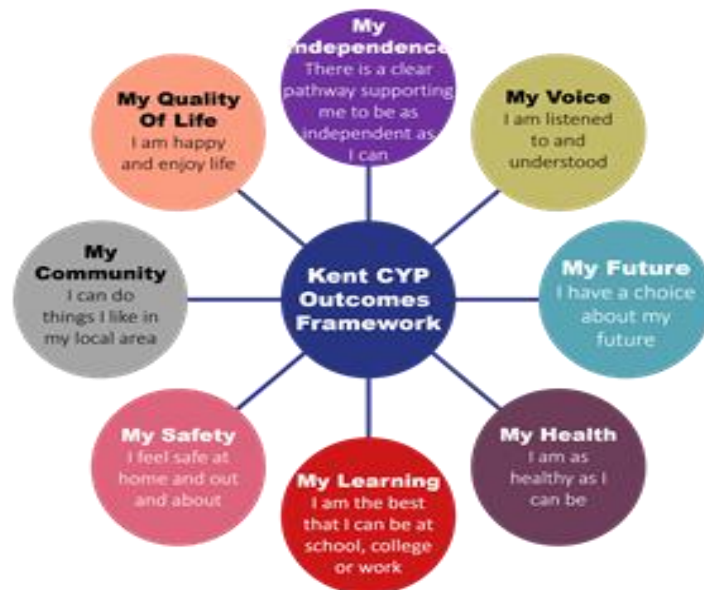 My
Independence
There is a clear
pathway supporting
me to be as
independent as
I can
My Quality
Of Life
I am happy
and enjoy life
My Voice
I am listened
to and
understood
My
Community
I can do
things I like in
my local area
Kent CYP
Outcomes
Framework
My Future
I have a choice
about my
future
My Safety
I feel safe at
home and out
and about
My Learning
I am the best
that I can be at
school, college
or work
My Health
I am as
healthy as I
can be